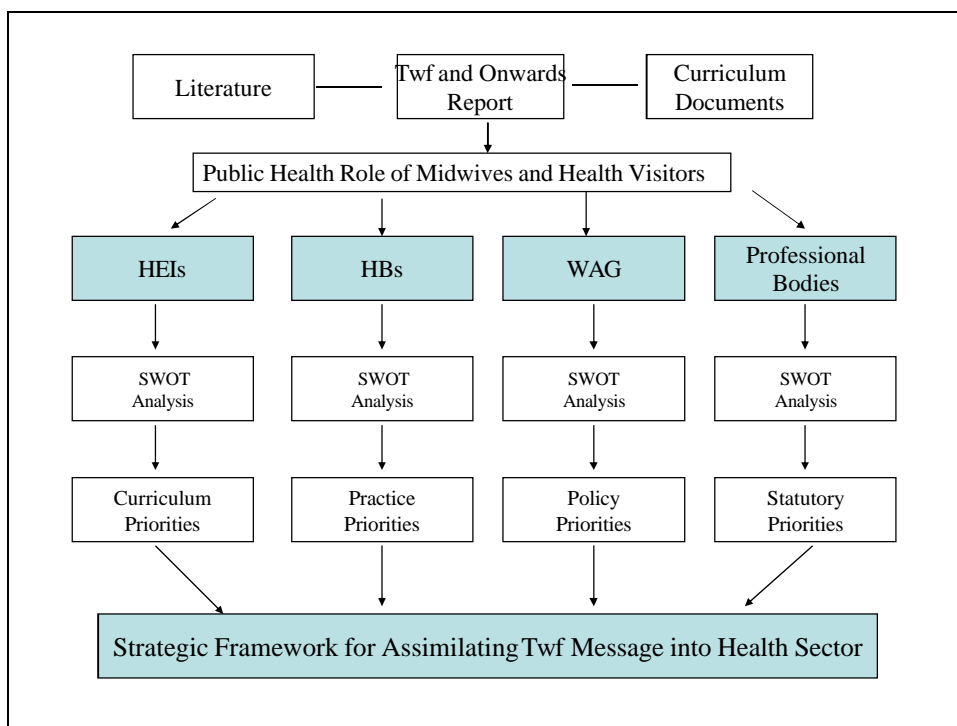 Literature
Twf and Onwards
Report
Curriculum
Documents
Public Health Role of Midwives and Health Visitors
HEIs
HBs
WAG
Professional
Bodies
SWOT
Analysis
SWOT
Analysis
SWOT
Analysis
SWOT
Analysis
Curriculum
Priorities
Practice
Priorities
Policy
Priorities
Statutory
Priorities
Strategic Framework for Assimilating Twf Message into Health Sector